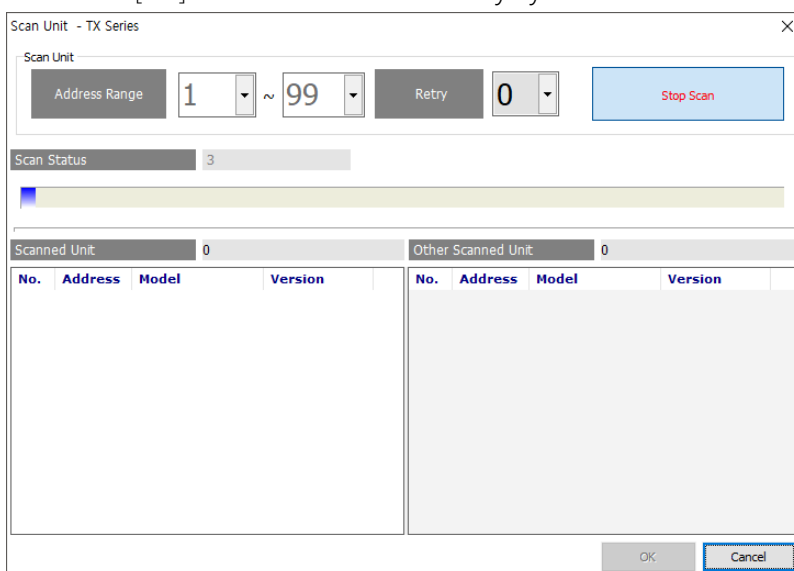 Scan Unit - TX Series
Scan Unit
Address Range 1 ~ 99 Retry 0 Stop Scan
Scan Status 3
Scanned Unit 0 Other Scanned Unit 0
No. Address Model Version No. Address Model Version
OK Cancel